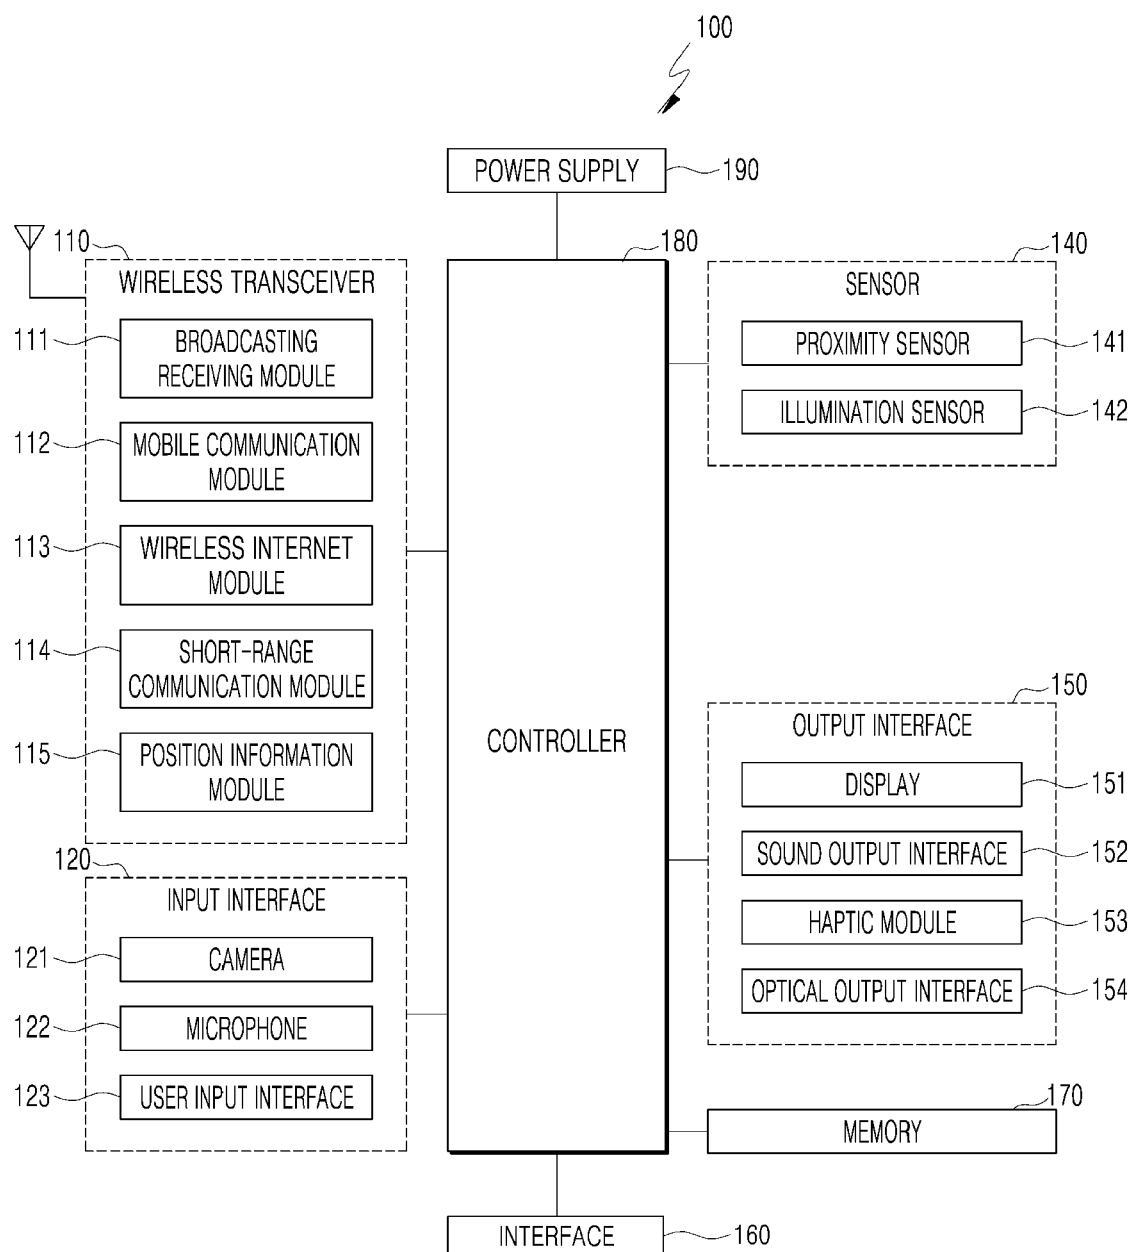 100
POWER SUPPLY
190
110
WIRELESS TRANSCEIVER
111
BROADCASTING
RECEIVING MODULE
112
MOBILE COMMUNICATION
MODULE
113
WIRELESS INTERNET
MODULE
114
SHORT-RANGE
COMMUNICATION MODULE
115
POSITION INFORMATION
MODULE
120
INPUT INTERFACE
121
CAMERA
122
MICROPHONE
123
USER INPUT INTERFACE
180
CONTROLLER
140
SENSOR
PROXIMITY SENSOR
141
ILLUMINATION SENSOR
142
150
OUTPUT INTERFACE
DISPLAY
151
SOUND OUTPUT INTERFACE
152
HAPTIC MODULE
153
OPTICAL OUTPUT INTERFACE
154
170
MEMORY
INTERFACE
160